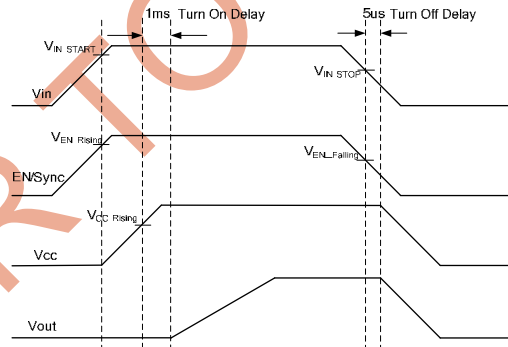 1ms Turn On Delay
5us Turn Off Delay
VIN START
VIN STOP
Vin
VEN Rising
VEN_Falling
EN/Sync
VCC Rising
Vcc
Vout
R TO